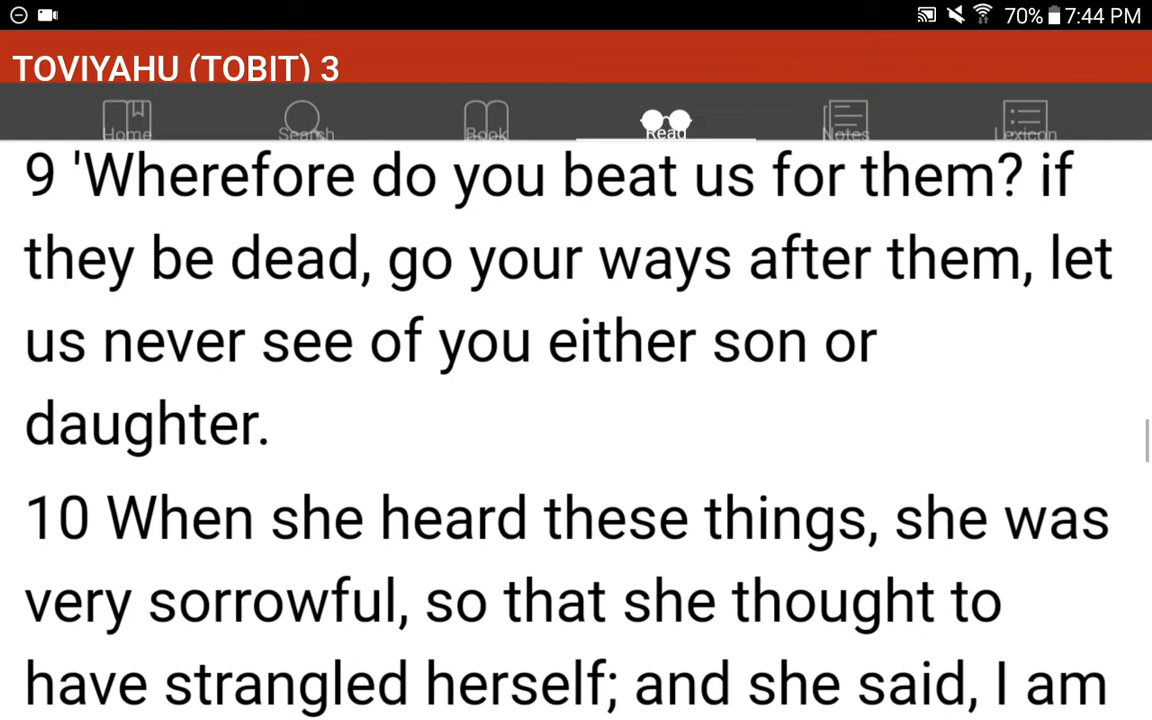 70% 7:44 PM
TOVIYAHU (TOBIT) 3
Home Search Book Read Notes Lexicon
9 'Wherefore do you beat us for them? if
they be dead, go your ways after them, let
us never see of you either son or
daughter.
10 When she heard these things, she was
very sorrowful, so that she thought to
have strangled herself; and she said, I am